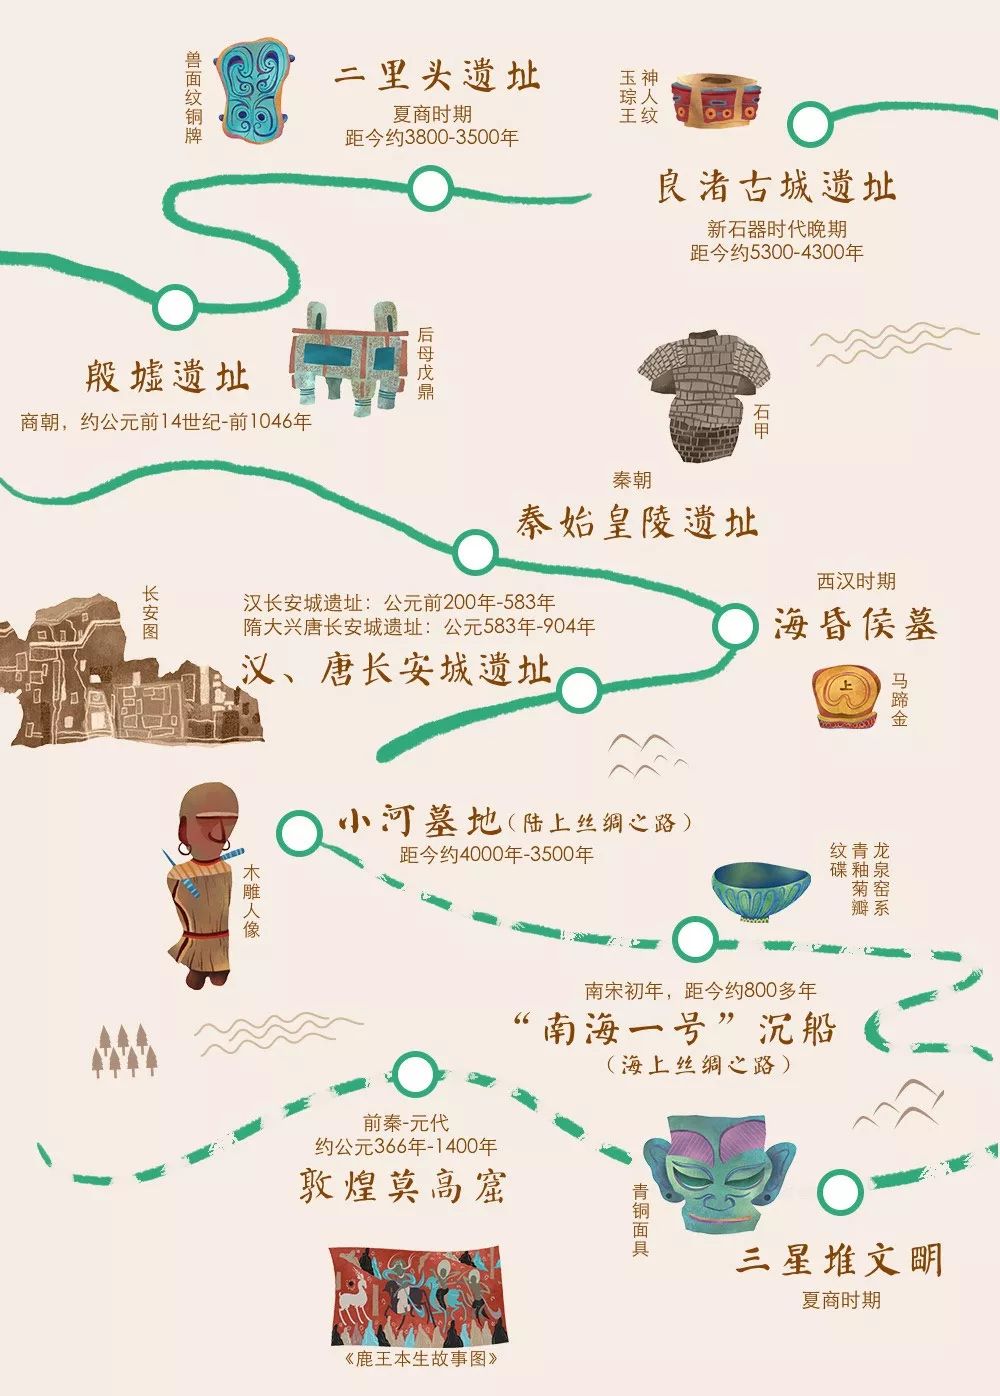 兽面纹铜牌
二里头遗址
夏商时期
距今约3800-3500年
神人纹
玉琮王
良渚古城遗址
新石器时代晚期
距今约5300-4300年
后母戊鼎
殷墟遗址
商朝，约公元前14世纪-前1046年
石甲
秦朝
秦始皇陵遗址
西汉时期
海昏侯墓
马蹄金
长安图
汉长安城遗址：公元前200年-583年
隋大兴唐长安城遗址：公元583年-904年
汉、唐长安城遗址
上
小河墓地（陆上丝绸之路）
距今约4000年-3500年
木雕人像
龙泉窑系
青釉菊瓣
纹碟
南宋初年，距今约800多年
“南海一号”沉船
（海上丝绸之路）
前秦-元代
约公元366年-1400年
敦煌莫高窟
《鹿王本生故事图》
青铜面具
三星堆文明
夏商时期